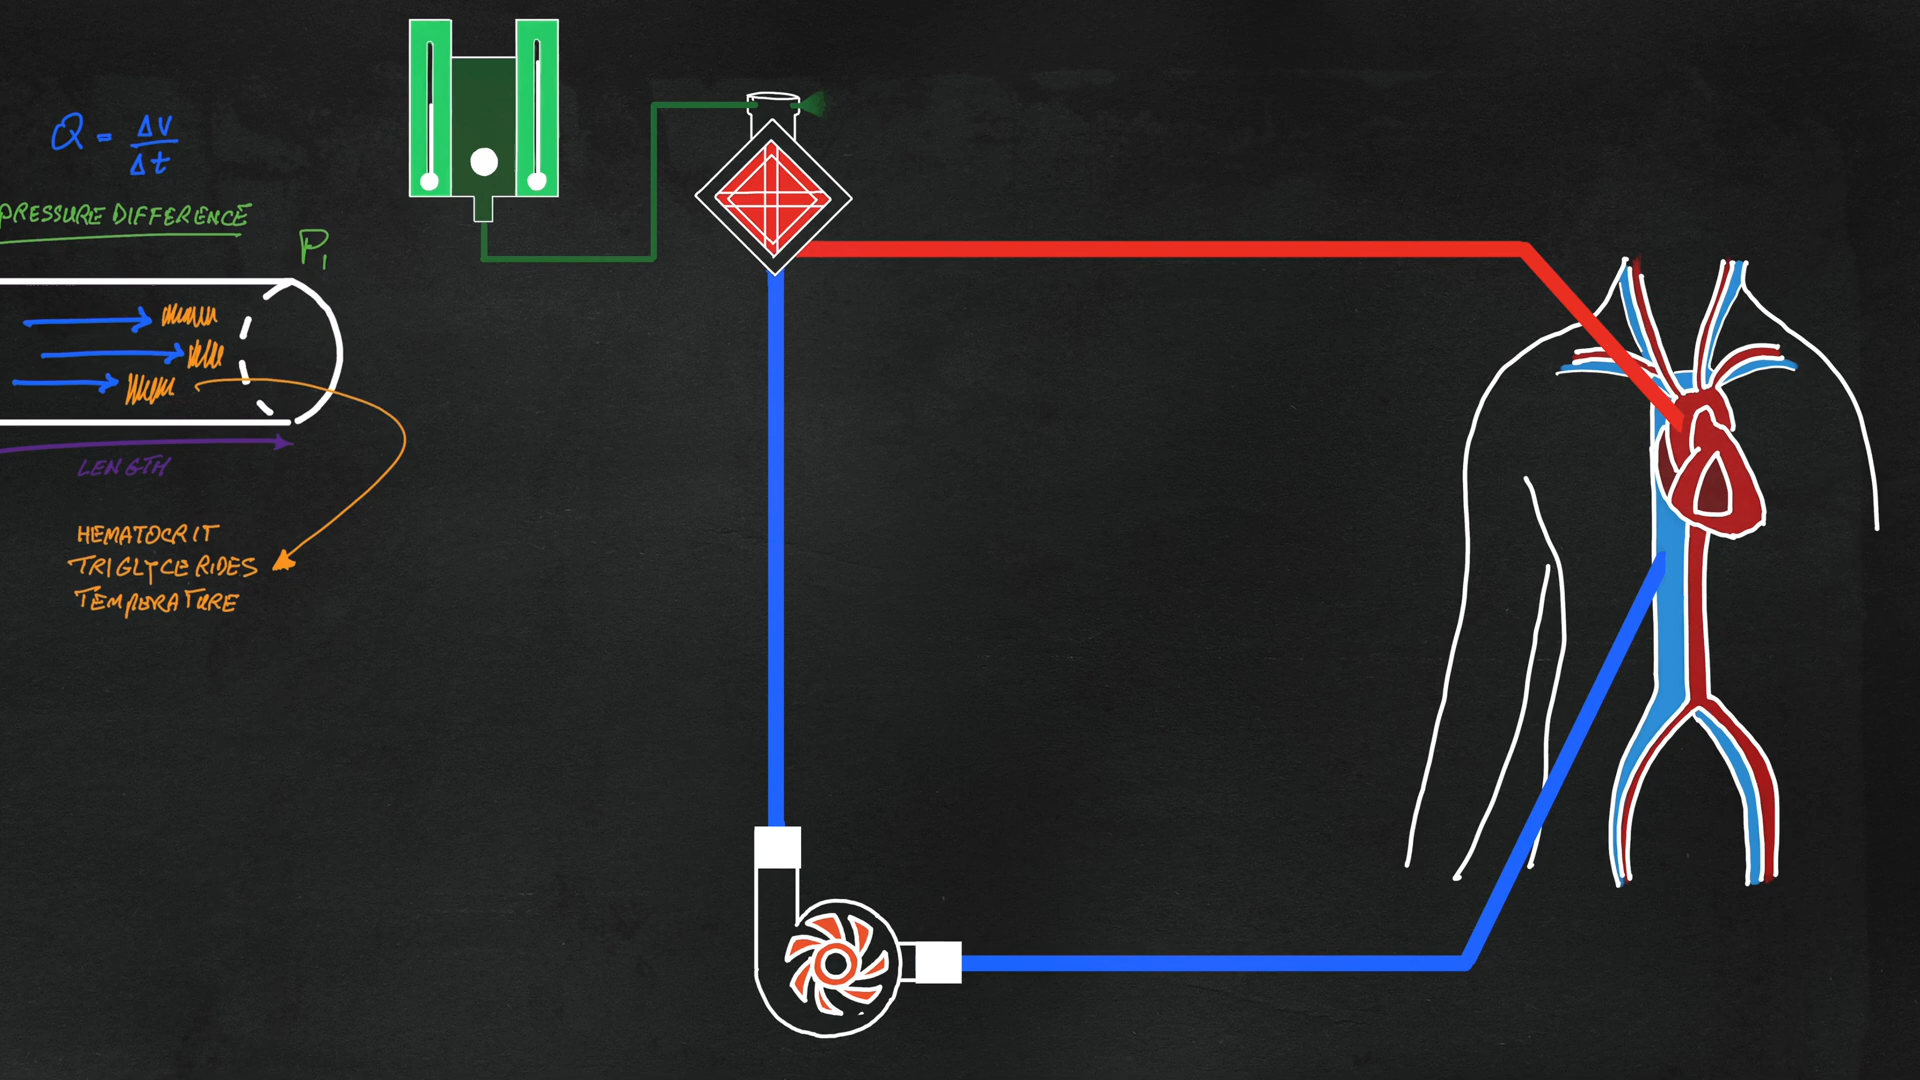 Q = ΔV
Δt
PRESSURE DIFFERENCE
P1
LENGTH
HEMATOCRIT
TRIGLYCERIDES
TEMPERATURE